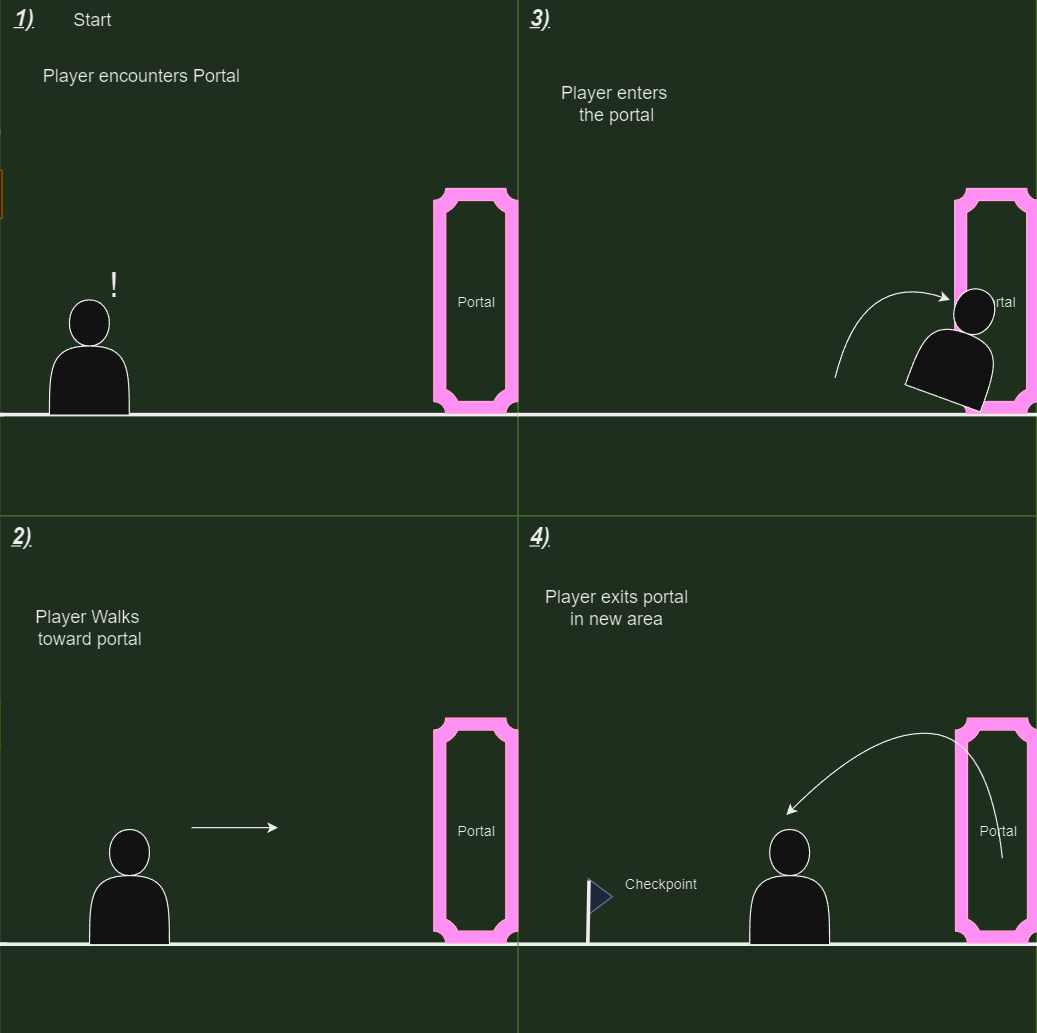 1)
Start
Player encounters Portal
!
Portal
2)
Player Walks
toward portal
Portal
3)
Player enters
the portal
rtal
4)
Player exits portal
in new area
Portal
Checkpoint